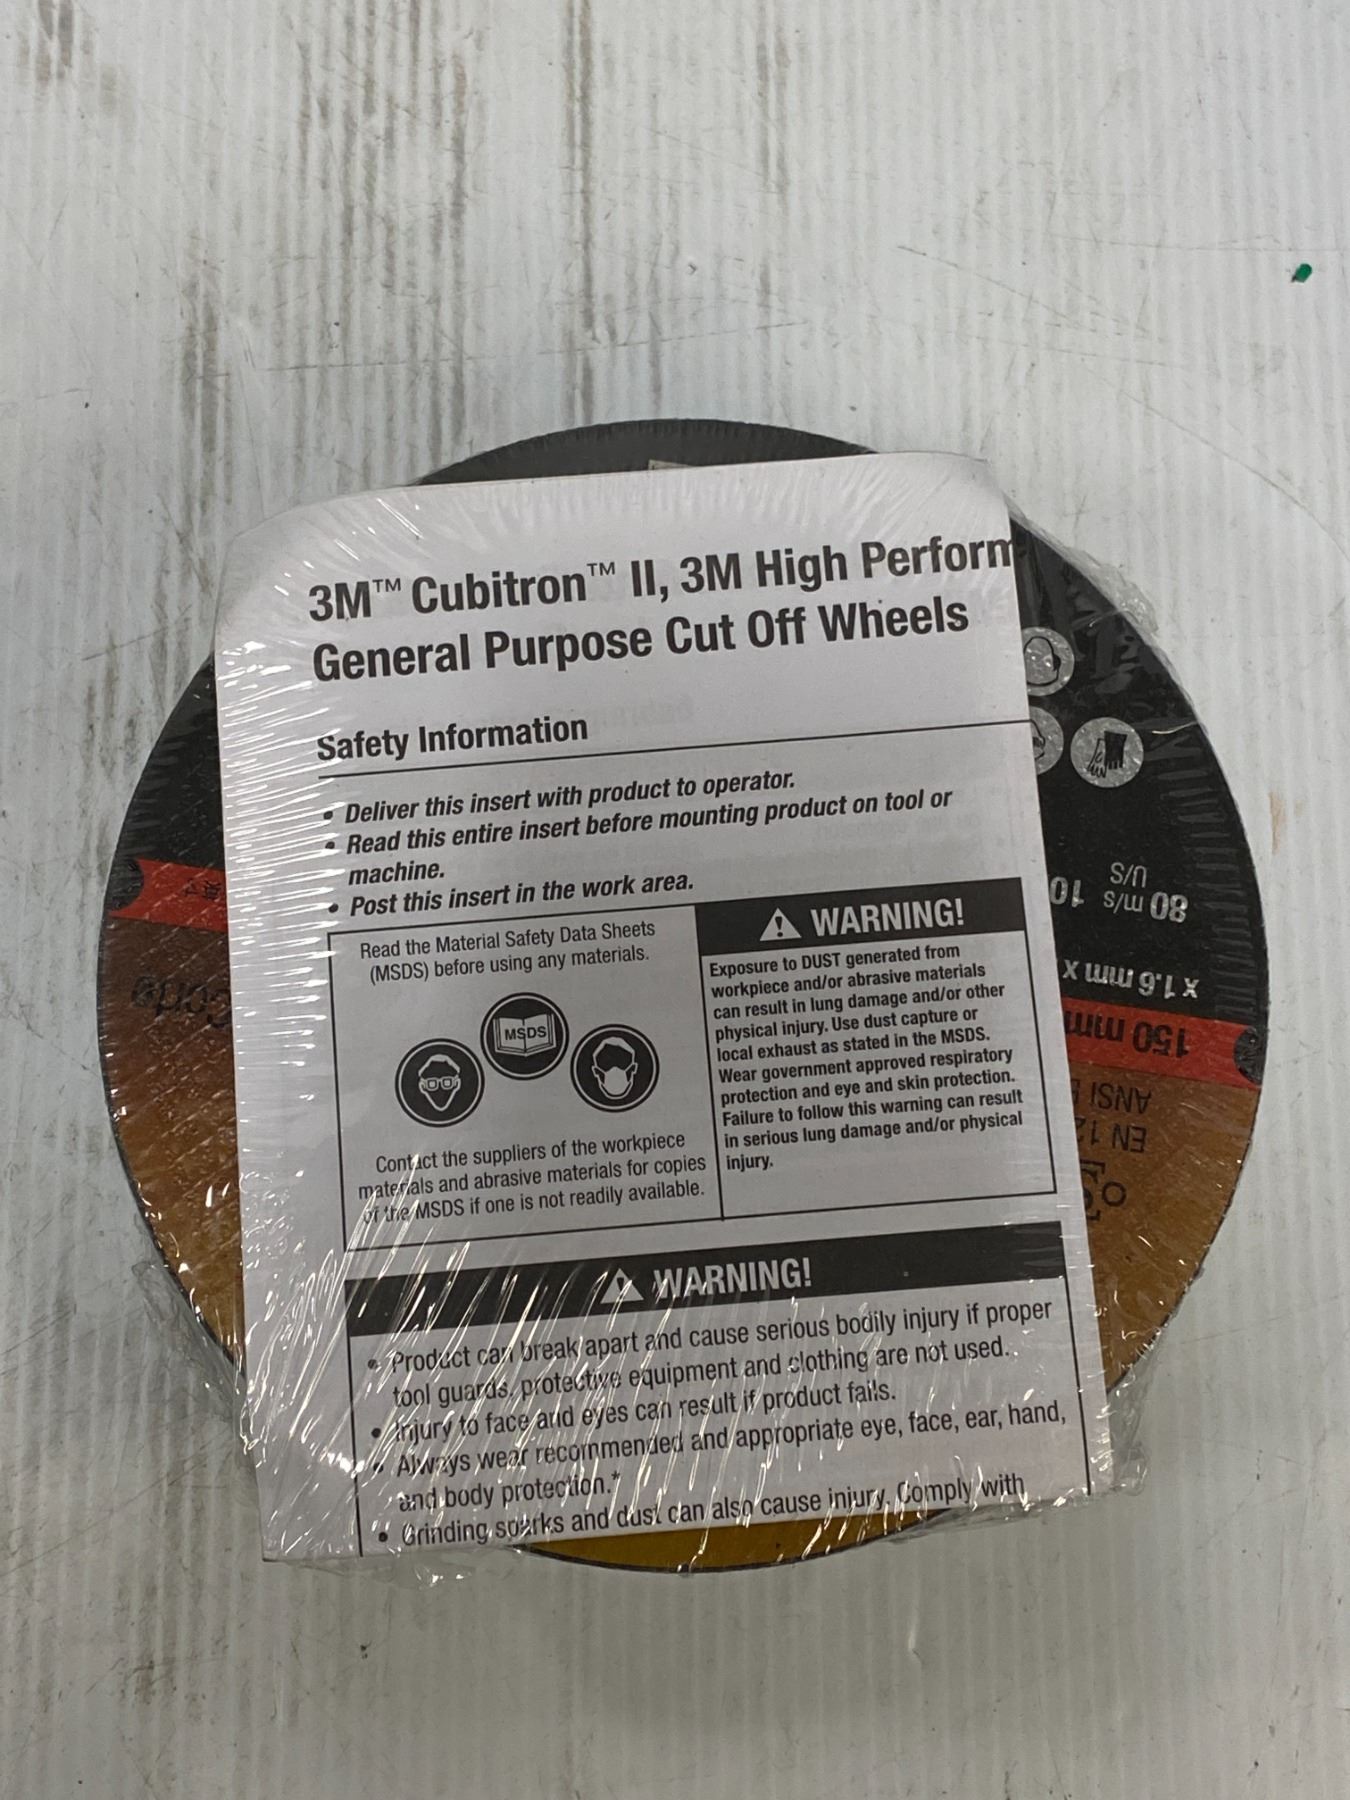 3M™ Cubitron™ II, 3M High Perform
General Purpose Cut Off Wheels
Safety Information
• Deliver this insert with product to operator.
• Read this entire insert before mounting product on tool or
machine.
• Post this insert in the work area.
Read the Material Safety Data Sheets
(MSDS) before using any materials.
MSDS
Contact the suppliers of the workpiece
materials and abrasive materials for copies
of the MSDS if one is not readily available.
WARNING!
Exposure to DUST generated from
workpiece and/or abrasive materials
can result in lung damage and/or other
physical injury. Use dust capture or
local exhaust as stated in the MSDS.
Wear government approved respiratory
protection and eye and skin protection.
Failure to follow this warning can result
in serious lung damage and/or physical
injury.
WARNING!
• Product can break apart and cause serious bodily injury if proper
tool guards, protective equipment and clothing are not used.
• Injury to face and eyes can result if product fails.
• Always wear recommended and appropriate eye, face, ear, hand,
and body protection.*
• Grinding sparks and dust can also cause injury. Comply with
EN 12
ANSI
150 mm
x 1.6 mm x
80 m/s 10
U/S